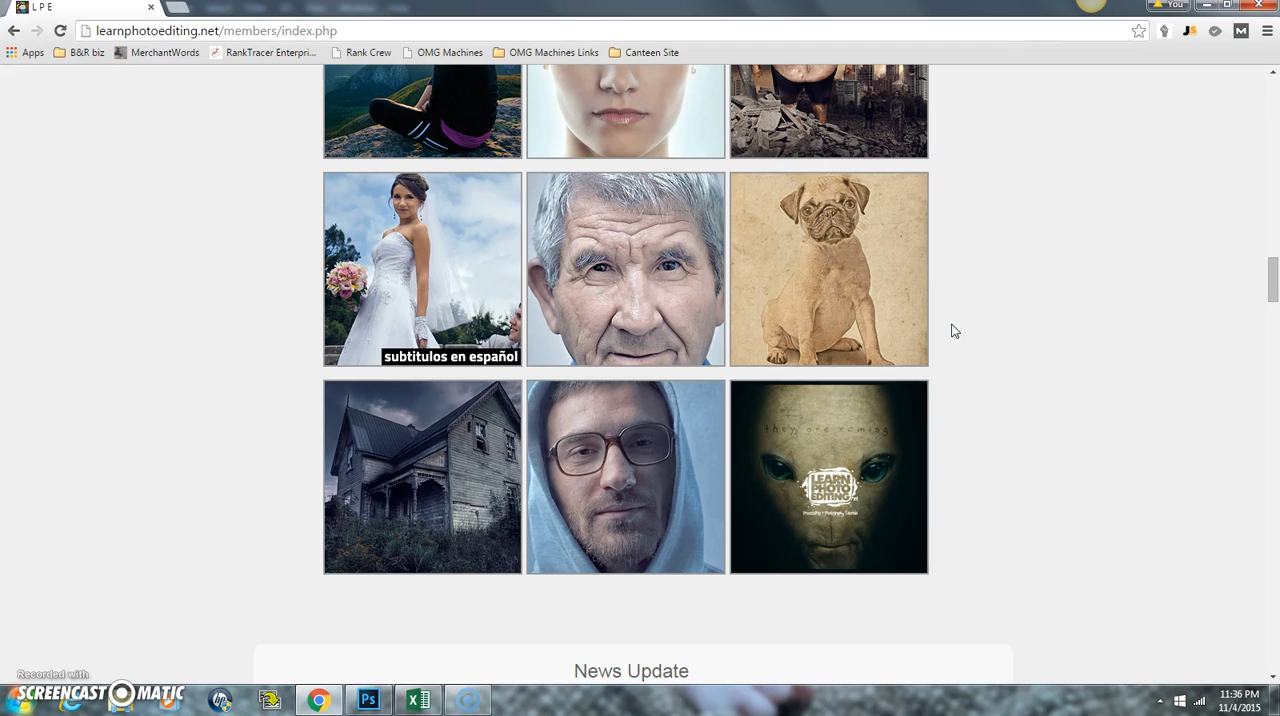 L P E
You
learnphotoediting.net/members/index.php
Apps
B&R biz
MerchantWords
RankTracer Enterpri...
Rank Crew
OMG Machines
OMG Machines Links
Canteen Site
subtitulos en español
they are coming
LEARN
PHOTO
EDITING
News Update
Recorded with
SCREENCAST MATIC
Ps
11:36 PM
11/4/2015